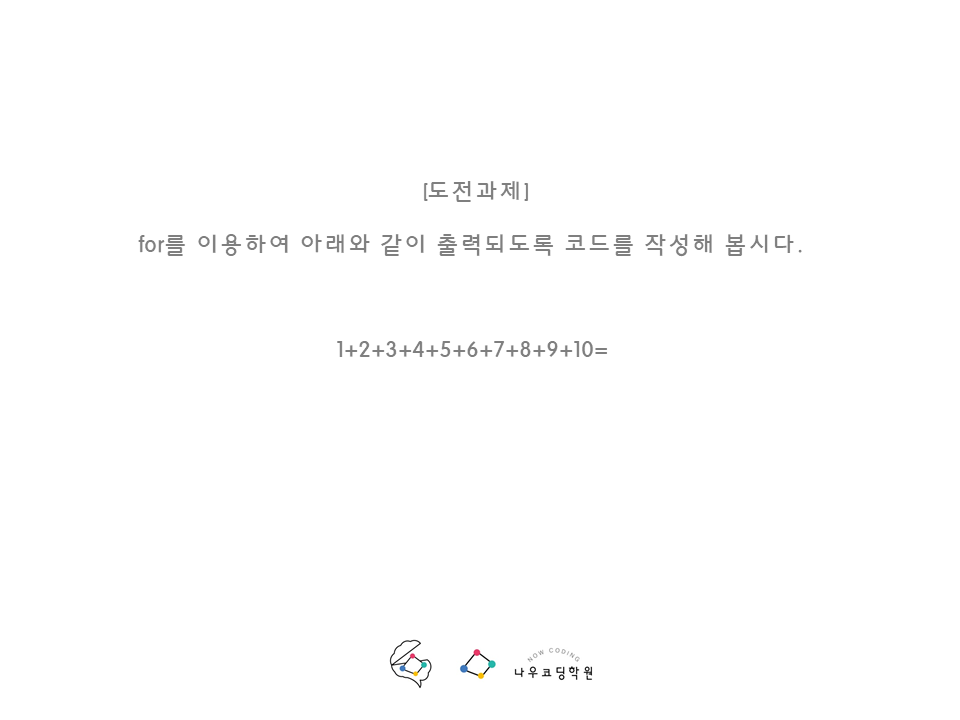 [도전과제]
for를 이용하여 아래와 같이 출력되도록 코드를 작성해 봅시다.
1+2+3+4+5+6+7+8+9+10=
NOW CODING
나우코딩학원